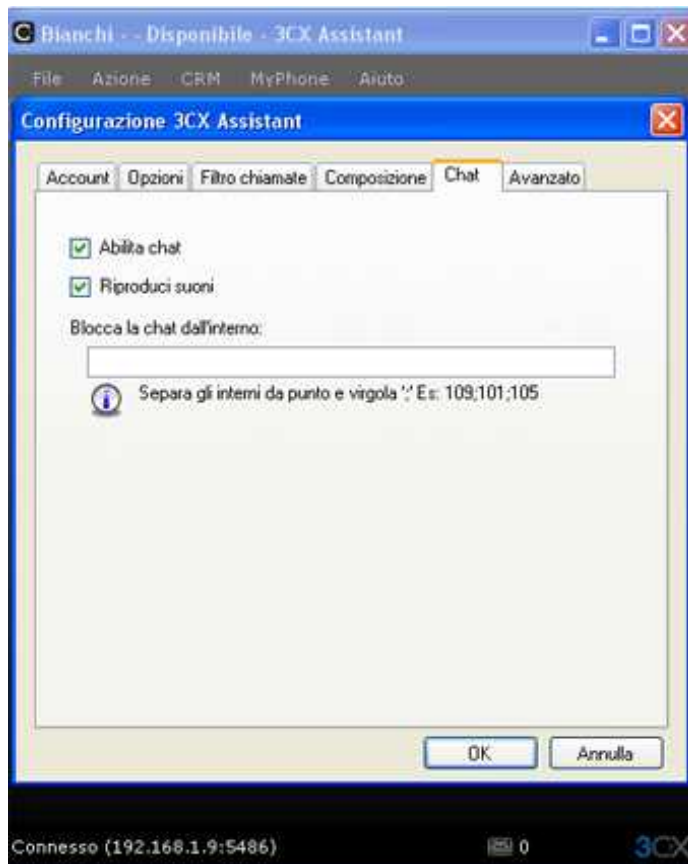 Bianchi - - Disponibile - 3CX Assistant
File Azione CRM MyPhone Aiuto
Configurazione 3CX Assistant
Account Opzioni Filtro chiamate Composizione Chat Avanzato
Abilita chat
Riproduci suoni
Blocca la chat dall'interno:
Separa gli interni da punto e virgola ';' Es: 109;101;105
OK Annulla
Connesso (192.168.1.9:5486) 0 3CX